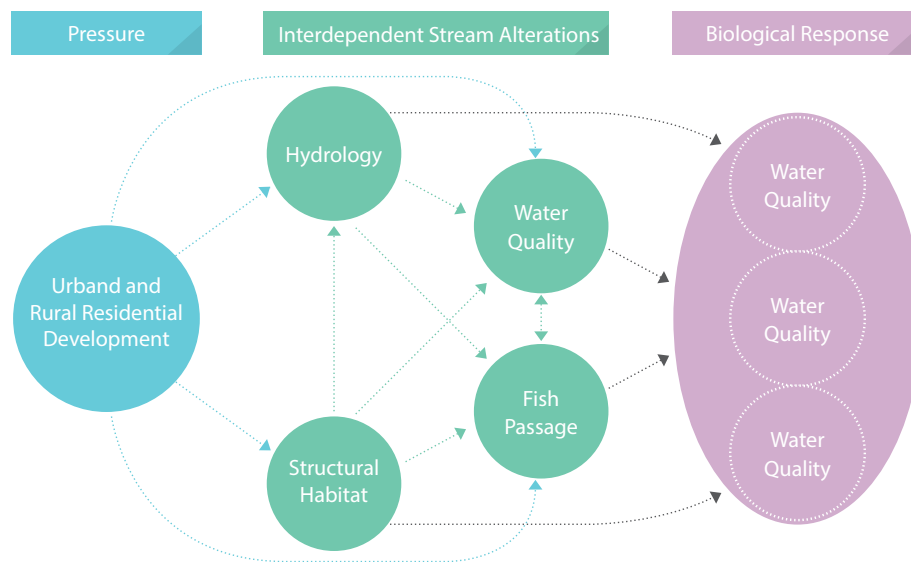 Pressure
Interdependent Stream Alterations
Biological Response
Hydrology
Water
Quality
Water
Quality
Urband and
Rural Residential
Development
Water
Quality
Fish
Passage
Structural
Habitat
Water
Quality